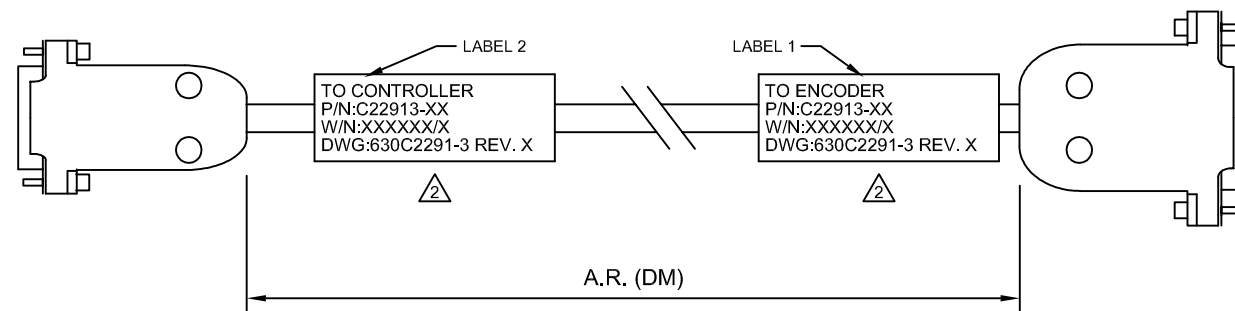 LABEL 2
LABEL 1
TO CONTROLLER
P/N:C22913-XX
W/N:XXXXXX/X
DWG:630C2291-3 REV. X
TO ENCODER
P/N:C22913-XX
W/N:XXXXXX/X
DWG:630C2291-3 REV. X
2
2
A.R. (DM)